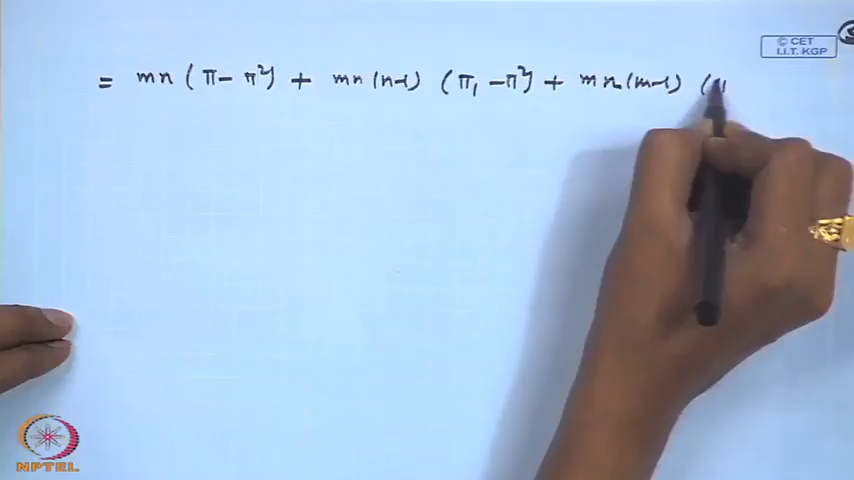 © CET
I.I.T. KGP
= mn (π - π²) + mn (n-1) (π₁ - π²) + mn (m-1) (
NPTEL